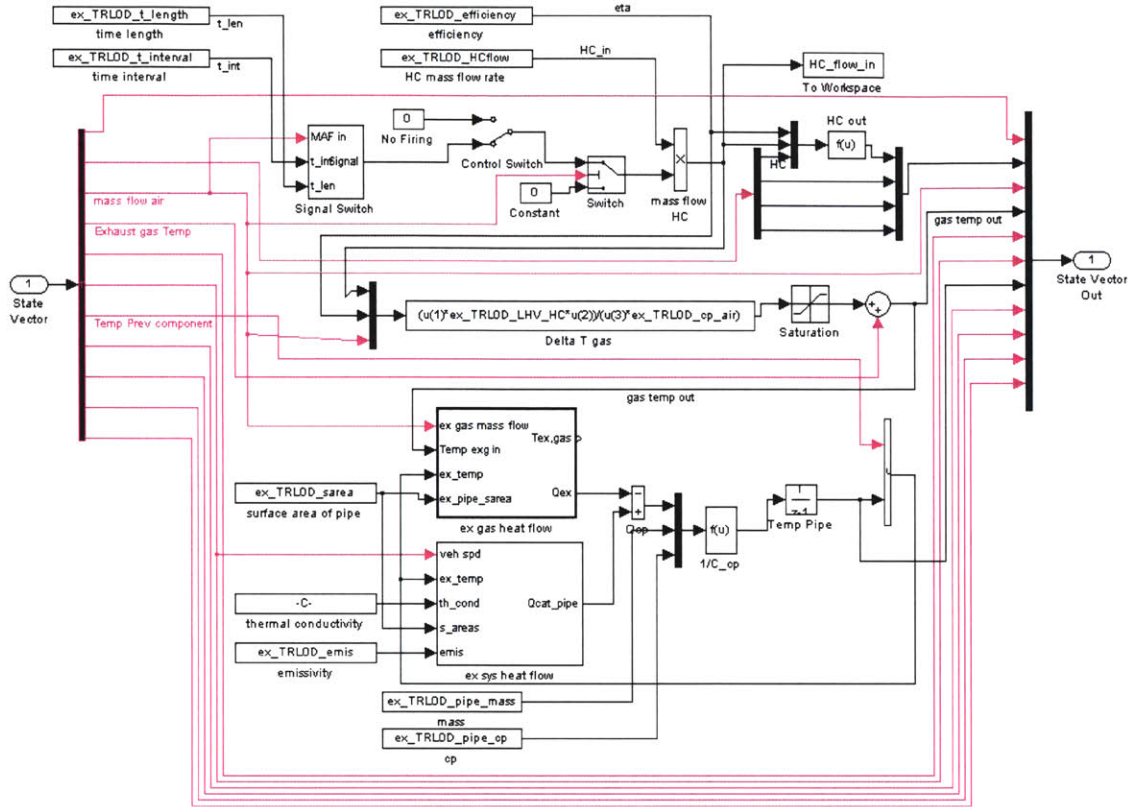 ex_TRLOD_t_length
time length
t_len
ex_TRLOD_t_interval
time interval
t_int
ex_TRLOD_efficiency
efficiency
eta
ex_TRLOD_HCflow
HC mass flow rate
HC_in
HC_flow_in
To Workspace
0
No Firing
Control Switch
MAF in
t_inSignal
t_len
Signal Switch
0
Constant
Switch
X
mass flow
HC
HC
HC out
f(u)
mass flow air
Exhaust gas Temp
gas temp out
1
State
Vector
1
State Vector
Out
Temp Prev component
(u(1)*ex_TRLOD_LHV_HC*u(2))/(u(3)*ex_TRLOD_cp_air)
Delta T gas
Saturation
+
+
gas temp out
ex gas mass flow
Tex,gas
Temp exg in
ex_temp
Qex
ex_pipe_sarea
ex gas heat flow
ex_TRLOD_sarea
surface area of pipe
−
+
Qcp
f(u)
1/C_cp
1
z-1
Temp Pipe
veh spd
ex_temp
th_cond
Qcat_pipe
s_areas
emis
ex sys heat flow
-C-
thermal conductivity
ex_TRLOD_emis
emissivity
ex_TRLOD_pipe_mass
mass
ex_TRLOD_pipe_cp
cp